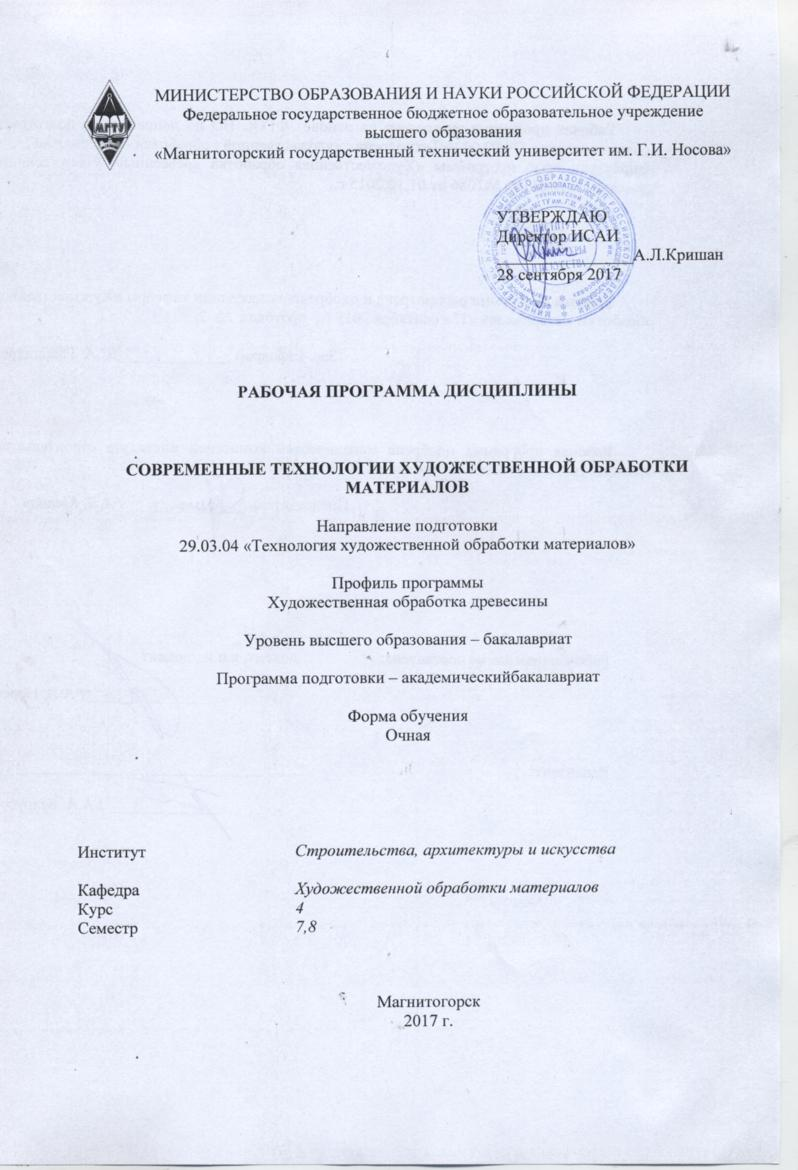 МИНИСТЕРСТВО ОБРАЗОВАНИЯ И НАУКИ РОССИЙСКОЙ ФЕДЕРАЦИИ
Федеральное государственное бюджетное образовательное учреждение
высшего образования
«Магнитогорский государственный технический университет им. Г.И. Носова»
МГТУ
УТВЕРЖДАЮ
Директор ИСАИ
А.Л.Кришан
28 сентября 2017
РАБОЧАЯ ПРОГРАММА ДИСЦИПЛИНЫ
СОВРЕМЕННЫЕ ТЕХНОЛОГИИ ХУДОЖЕСТВЕННОЙ ОБРАБОТКИ
МАТЕРИАЛОВ
Направление подготовки
29.03.04 «Технология художественной обработки материалов»
Профиль программы
Художественная обработка древесины
Уровень высшего образования – бакалавриат
Программа подготовки – академическийбакалавриат
Форма обучения
Очная
Институт Строительства, архитектуры и искусства
Кафедра Художественной обработки материалов
Курс 4
Семестр 7,8
Магнитогорск
2017 г.